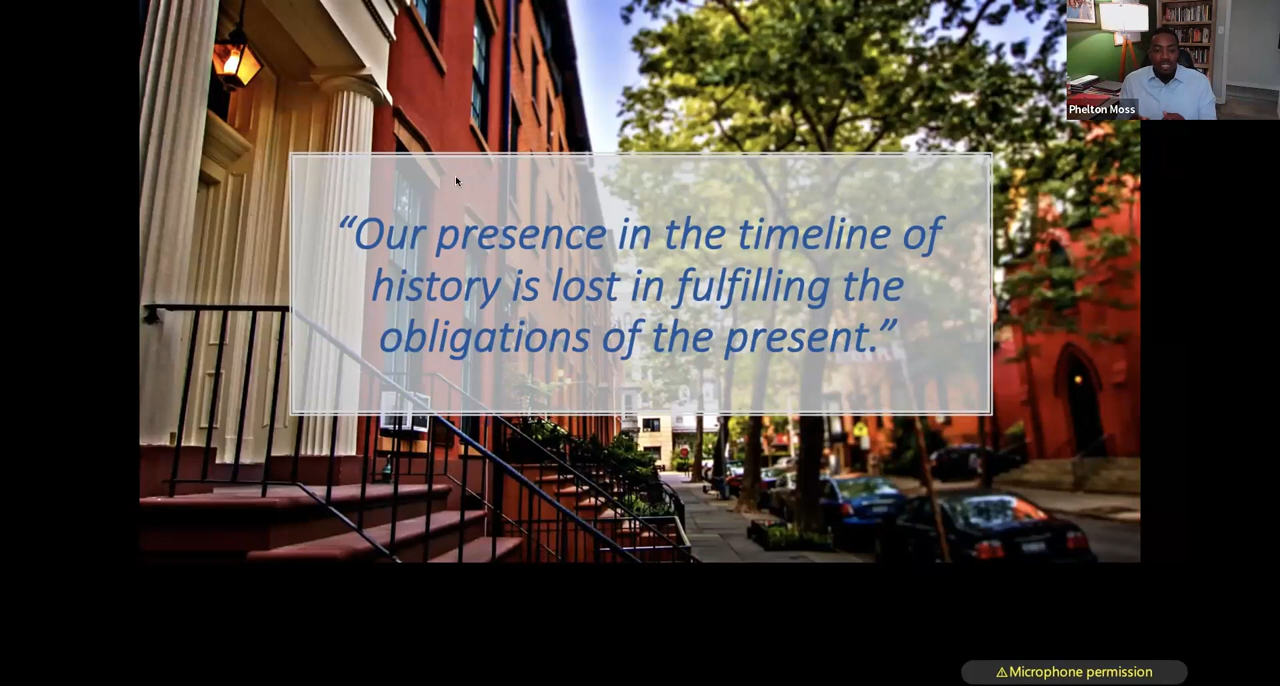 Phelton Moss
“Our presence in the timeline of
history is lost in fulfilling the
obligations of the present.”
⚠Microphone permission